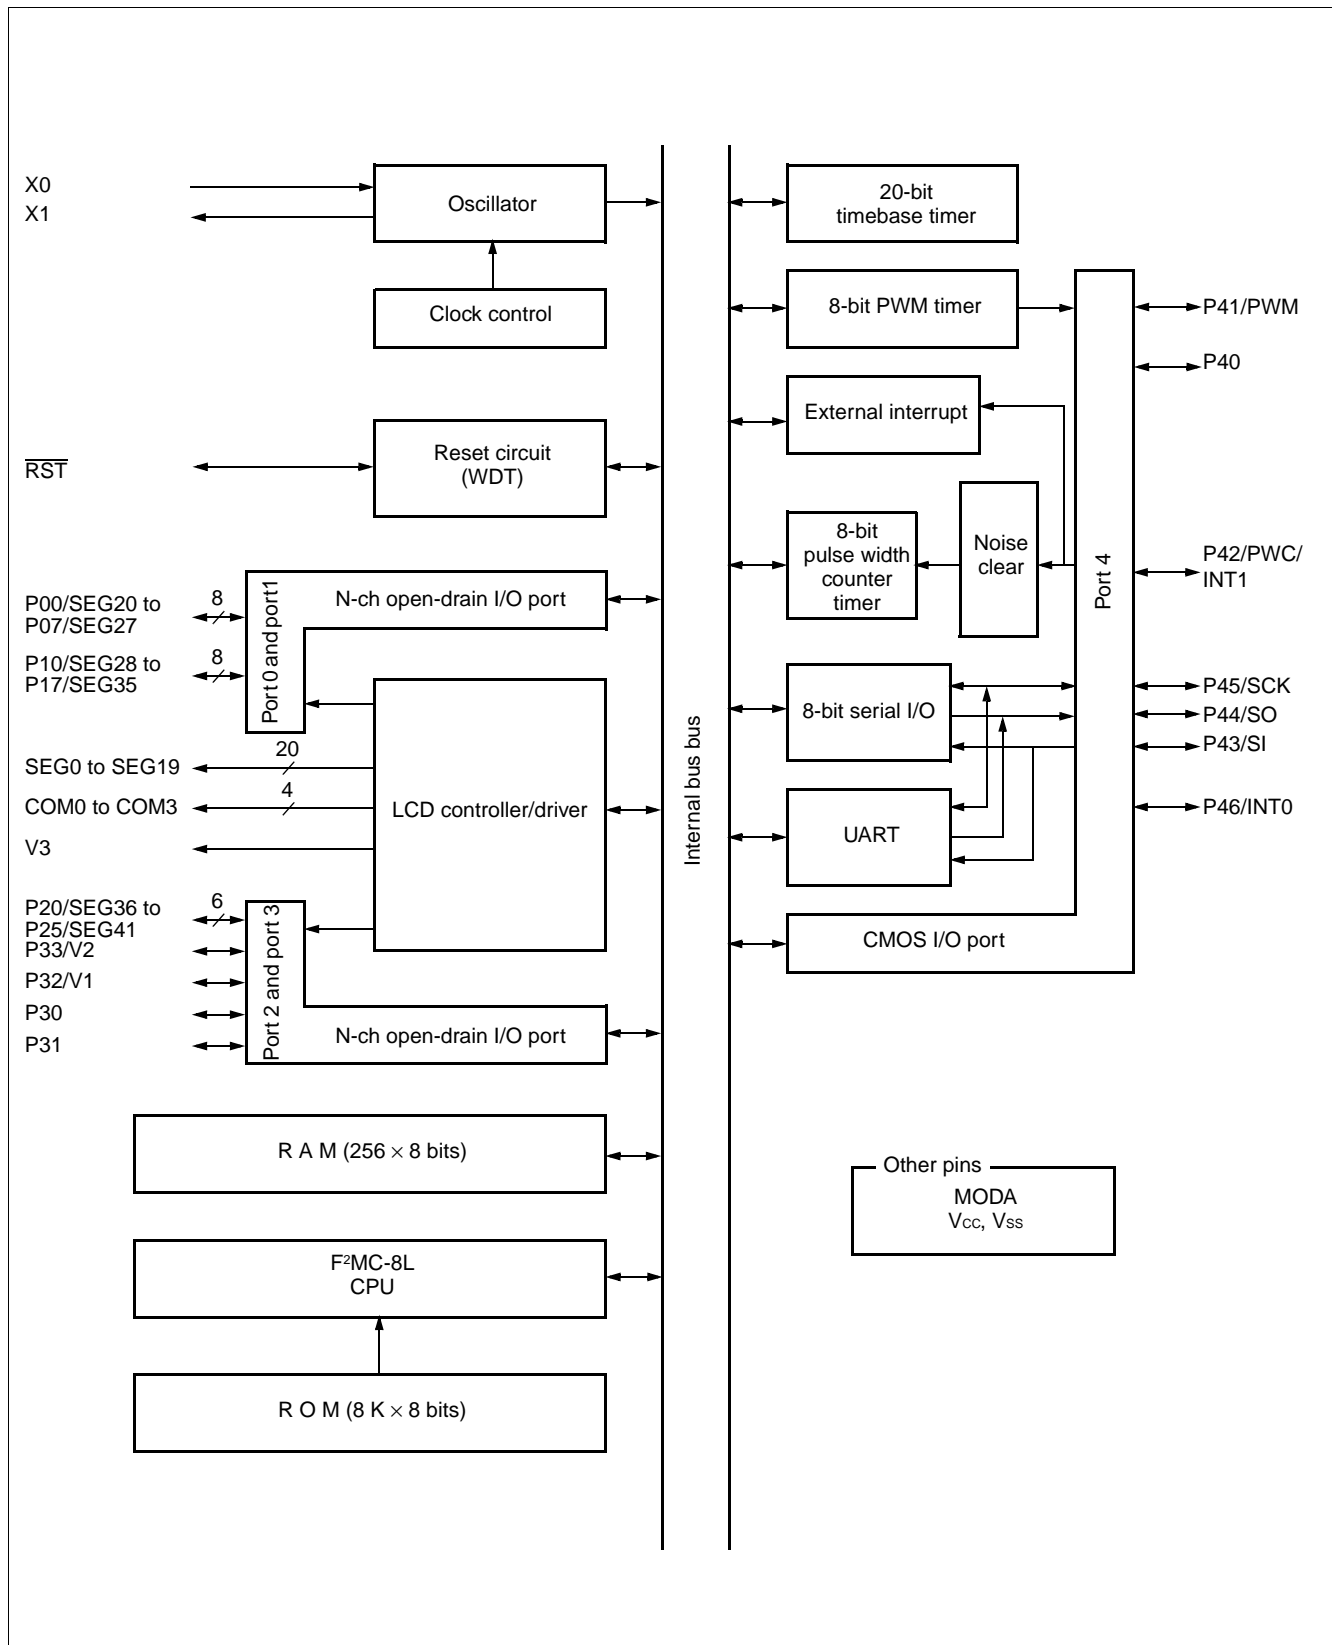 X0
X1
Oscillator
Clock control
RST
Reset circuit
(WDT)
P00/SEG20 to
P07/SEG27
8
P10/SEG28 to
P17/SEG35
8
Port 0 and port1
N-ch open-drain I/O port
SEG0 to SEG19
20
COM0 to COM3
4
V3
LCD controller/driver
P20/SEG36 to
P25/SEG41
6
P33/V2
P32/V1
P30
P31
Port 2 and port 3
N-ch open-drain I/O port
R A M (256 × 8 bits)
F²MC-8L
CPU
R O M (8 K × 8 bits)
Internal bus bus
20-bit
timebase timer
8-bit PWM timer
External interrupt
8-bit
pulse width
counter
timer
Noise
clear
8-bit serial I/O
UART
CMOS I/O port
Port 4
P41/PWM
P40
P42/PWC/
INT1
P45/SCK
P44/SO
P43/SI
P46/INT0
Other pins
MODA
VCC, VSS